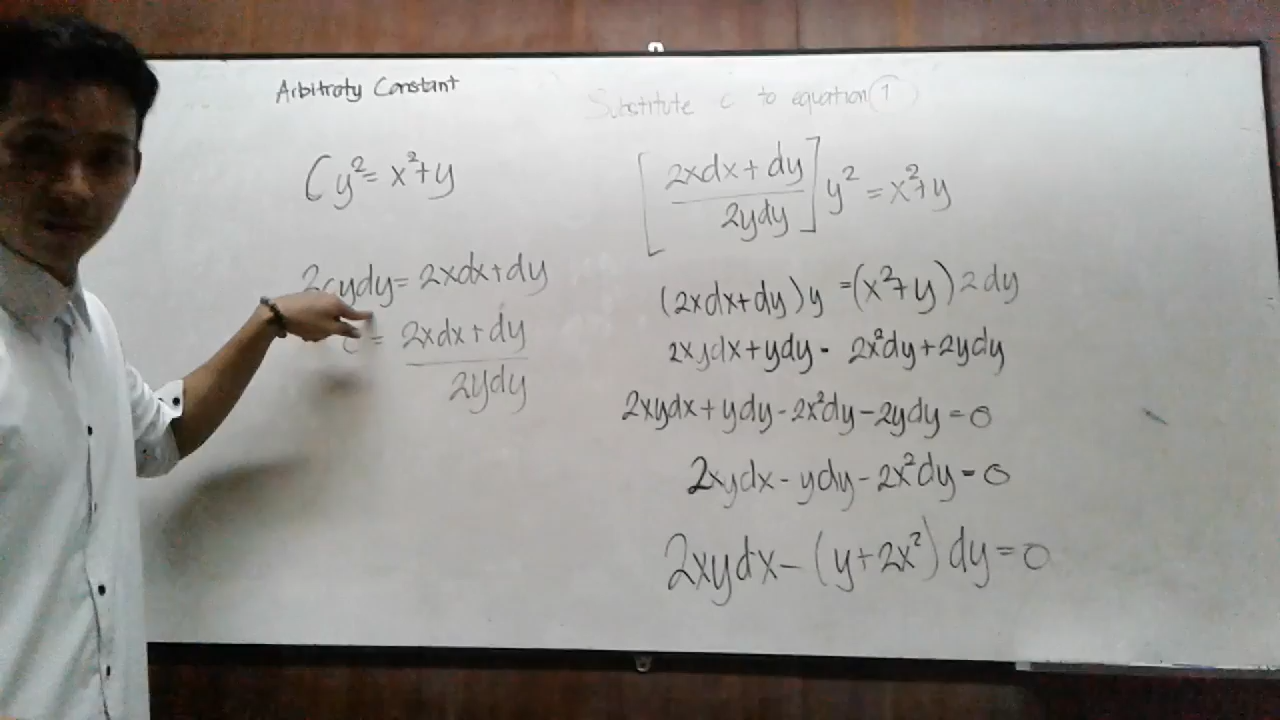 Arbitraty Constant
Cy²= x²+y
2cydy= 2xdx+dy
C = 2xdx+dy
2ydy
Substitute c to equation (1)
[2xdx+dy / 2ydy] y² = x²+y
(2xdx+dy)y =(x²+y)2dy
2xydx+ydy- 2x²dy+2ydy
2xydx+ydy-2x²dy-2ydy=0
2xydx-ydy-2x²dy=0
2xydx-(y+2x²)dy=0